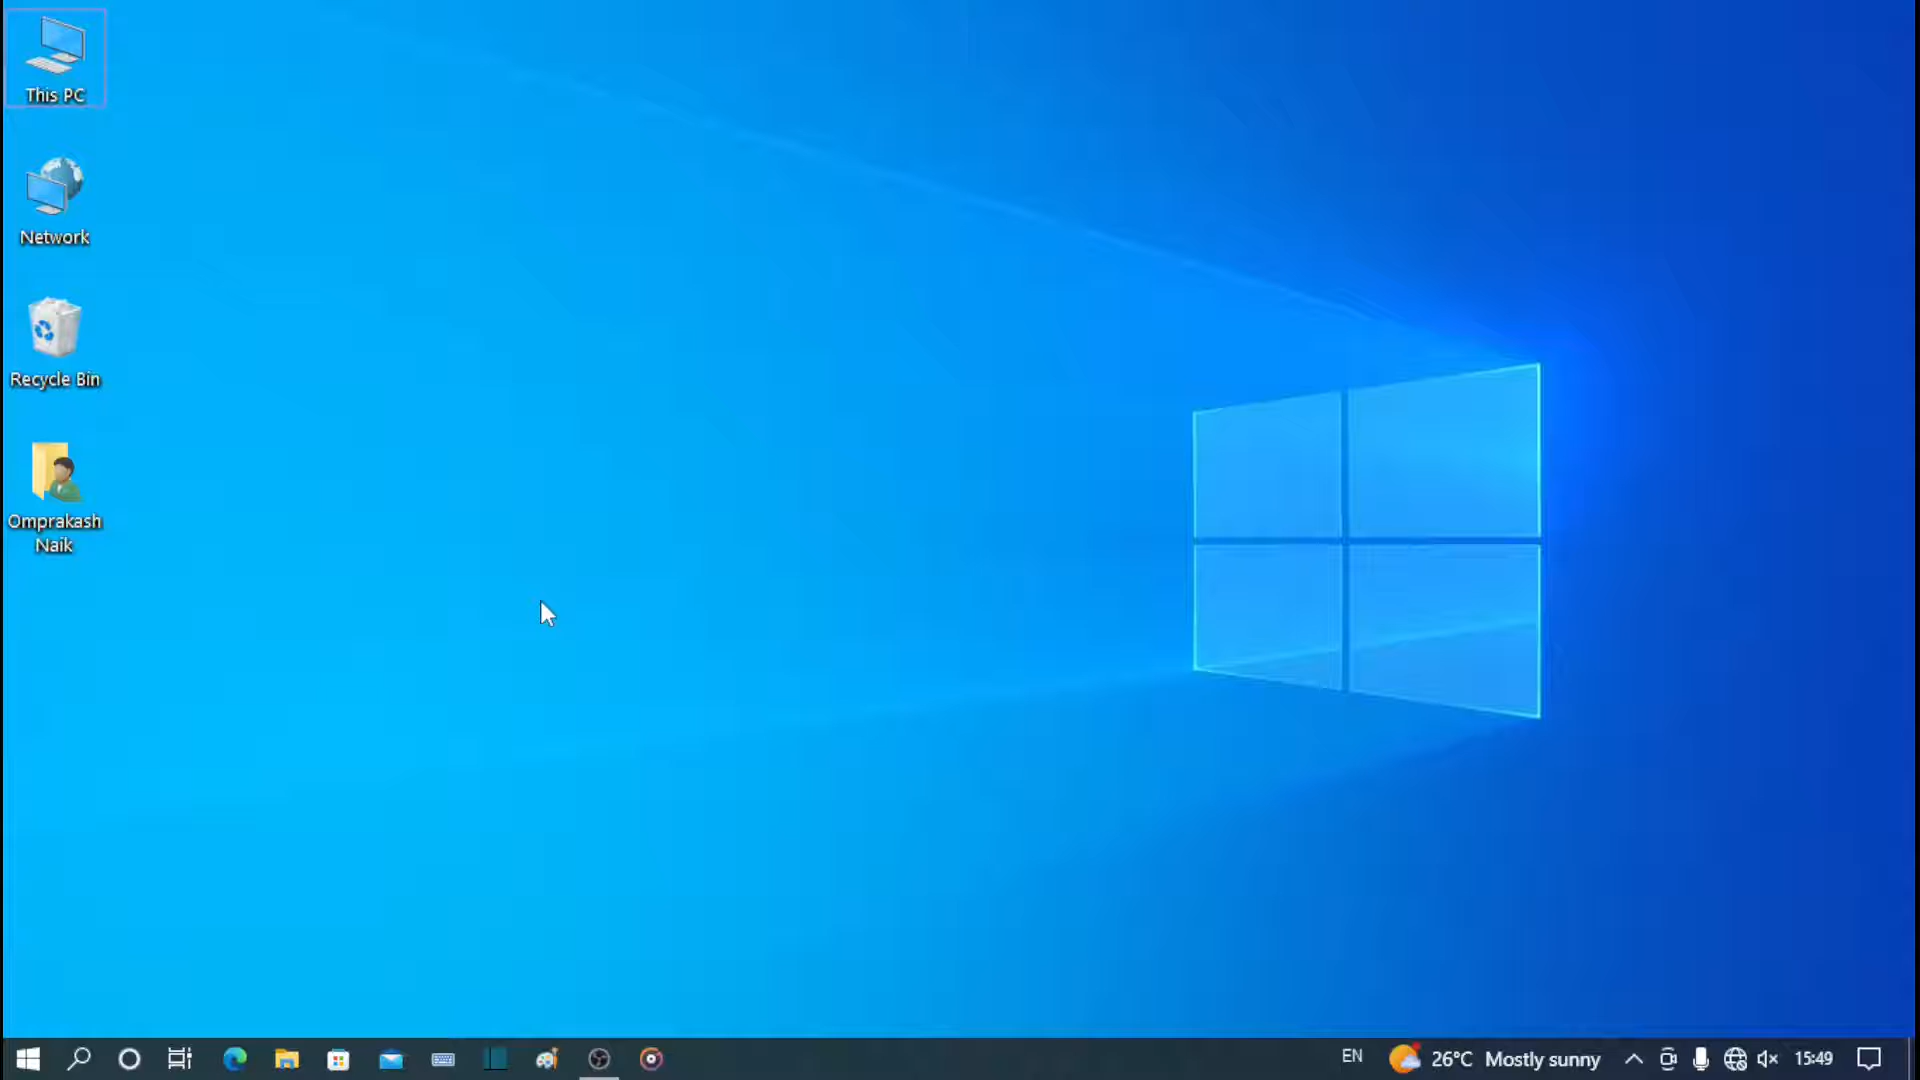 This PC
Network
Recycle Bin
Omprakash
Naik
EN
26°C Mostly sunny
15:49